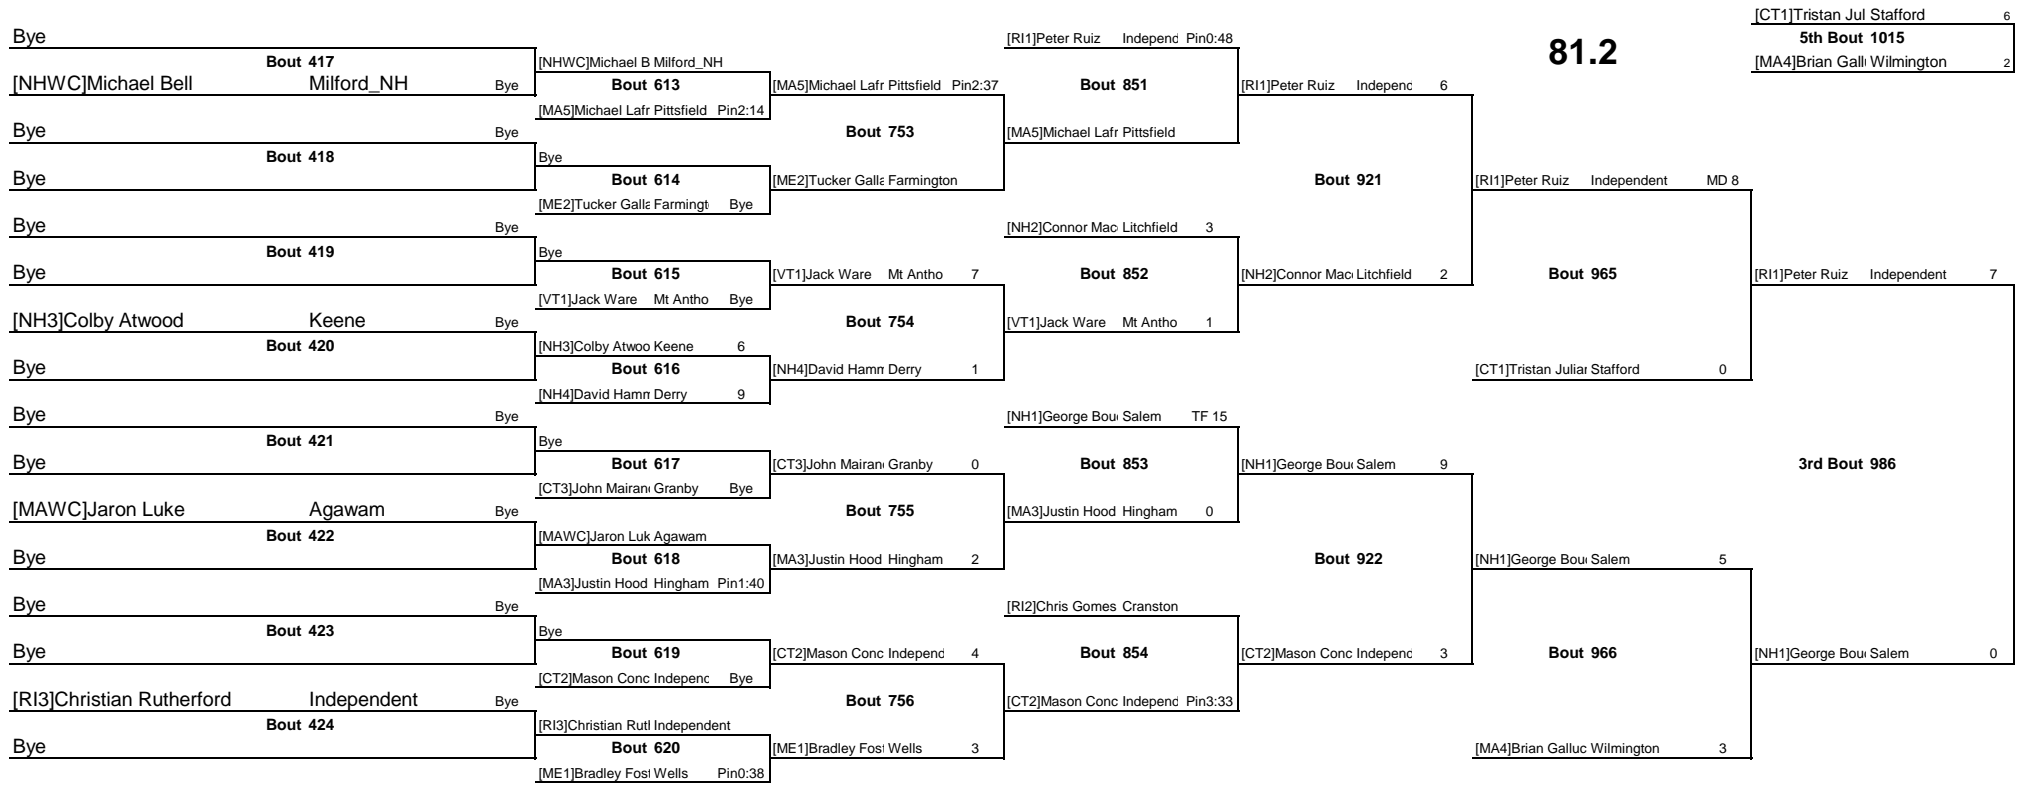 [CT1]Tristan Jul Stafford 6
Bye [RI1]Peter Ruiz Independ Pin0:48 81.2 5th Bout 1015
Bout 417 [NHWC]Michael B Milford_NH [MA4]Brian Galli Wilmington 2
[NHWC]Michael Bell Milford_NH Bye Bout 613 [MA5]Michael Lafr Pittsfield Pin2:37 Bout 851 [RI1]Peter Ruiz Independ 6
[MA5]Michael Lafr Pittsfield Pin2:14
Bye Bye Bout 753 [MA5]Michael Lafr Pittsfield
Bout 418 Bye
Bye Bout 614 [ME2]Tucker Galla Farmington Bout 921 [RI1]Peter Ruiz Independent MD 8
[ME2]Tucker Galla Farmingt Bye
Bye Bye [NH2]Connor Mac Litchfield 3
Bout 419 Bye
Bye Bout 615 [VT1]Jack Ware Mt Antho 7 Bout 852 [NH2]Connor Mac Litchfield 2 Bout 965 [RI1]Peter Ruiz Independent 7
[VT1]Jack Ware Mt Antho Bye
[NH3]Colby Atwood Keene Bye Bout 754 [VT1]Jack Ware Mt Antho 1
Bout 420 [NH3]Colby Atwoo Keene 6
Bye Bout 616 [NH4]David Hamm Derry 1 [CT1]Tristan Julian Stafford 0
[NH4]David Hamm Derry 9
Bye Bye [NH1]George Bou Salem TF 15
Bout 421 Bye
Bye Bout 617 [CT3]John Mairan Granby 0 Bout 853 [NH1]George Bou Salem 9 3rd Bout 986
[CT3]John Mairan Granby Bye
[MAWC]Jaron Luke Agawam Bye Bout 755 [MA3]Justin Hood Hingham 0
Bout 422 [MAWC]Jaron Luk Agawam
Bye Bout 618 [MA3]Justin Hood Hingham 2 Bout 922 [NH1]George Bou Salem 5
[MA3]Justin Hood Hingham Pin1:40
Bye Bye [RI2]Chris Gomes Cranston
Bout 423 Bye
Bye Bout 619 [CT2]Mason Conc Independ 4 Bout 854 [CT2]Mason Conc Independ 3 Bout 966 [NH1]George Bou Salem 0
[CT2]Mason Conc Independ Bye
[RI3]Christian Rutherford Independent Bye Bout 756 [CT2]Mason Conc Independ Pin3:33
Bout 424 [RI3]Christian Ruth Independent
Bye Bout 620 [ME1]Bradley Fost Wells 3 [MA4]Brian Galluc Wilmington 3
[ME1]Bradley Fost Wells Pin0:38